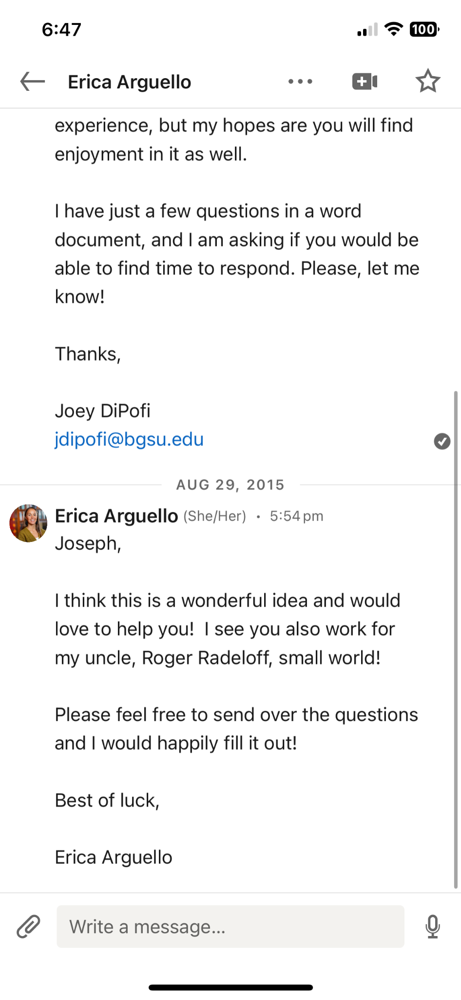 6:47
100
Erica Arguello
experience, but my hopes are you will find
enjoyment in it as well.
I have just a few questions in a word
document, and I am asking if you would be
able to find time to respond. Please, let me
know!
Thanks,
Joey DiPofi
jdipofi@bgsu.edu
AUG 29, 2015
Erica Arguello (She/Her) • 5:54 pm
Joseph,
I think this is a wonderful idea and would
love to help you!  I see you also work for
my uncle, Roger Radeloff, small world!
Please feel free to send over the questions
and I would happily fill it out!
Best of luck,
Erica Arguello
Write a message...